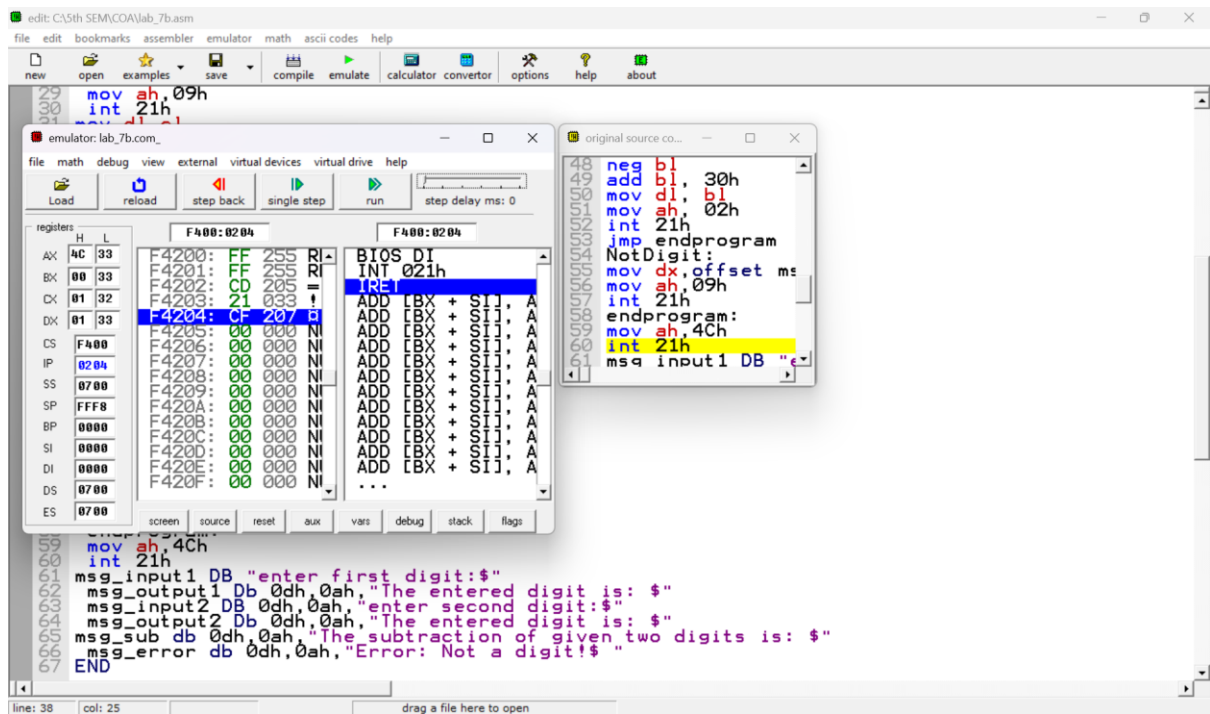 edit: C:\5th SEM\COA\lab_7b.asm
file edit bookmarks assembler emulator math ascii codes help
new open examples save compile emulate calculator convertor options help about
29 mov ah,09h
30 int 21h
31
emulator: lab_7b.com_
file math debug view external virtual devices virtual drive help
Load reload step back single step run step delay ms: 0
registers
H L
F400:0204 F400:0204
AX 4C 33
BX 00 33
CX 01 32
DX 01 33
CS F400
IP 0204
SS 0700
SP FFF8
BP 0000
SI 0000
DI 0000
DS 0700
ES 0700
F4200: FF 255
F4201: FF 255
F4202: CD 205 =
F4203: 21 033 !
F4204: CF 207 ¤
F4205: 00 000
F4206: 00 000
F4207: 00 000
F4208: 00 000
F4209: 00 000
F420A: 00 000
F420B: 00 000
F420C: 00 000
F420D: 00 000
F420E: 00 000
F420F: 00 000
BIOS DI
INT 021h
IRET
ADD [BX + SI], A
ADD [BX + SI], A
ADD [BX + SI], A
ADD [BX + SI], A
ADD [BX + SI], A
ADD [BX + SI], A
ADD [BX + SI], A
ADD [BX + SI], A
ADD [BX + SI], A
ADD [BX + SI], A
ADD [BX + SI], A
ADD [BX + SI], A
...
screen source reset aux vars debug stack flags
original source co...
48 neg bl
49 add bl, 30h
50 mov dl, bl
51 mov ah, 02h
52 int 21h
53 jmp endprogram
54 NotDigit:
55 mov dx,offset ms
56 mov ah,09h
57 int 21h
58 endprogram:
59 mov ah,4Ch
60 int 21h
61 msg_input1 DB "e
59 mov ah,4Ch
60 int 21h
61 msg_input1 DB "enter first digit:$"
62 msg_output1 Db 0dh,0ah,"The entered digit is: $"
63 msg_input2 DB 0dh,0ah,"enter second digit:$"
64 msg_output2 Db 0dh,0ah,"The entered digit is: $"
65 msg_sub db 0dh,0ah,"The subtraction of given two digits is: $"
66 msg_error db 0dh,0ah,"Error: Not a digit!$ "
67 END
line: 38 col: 25 drag a file here to open